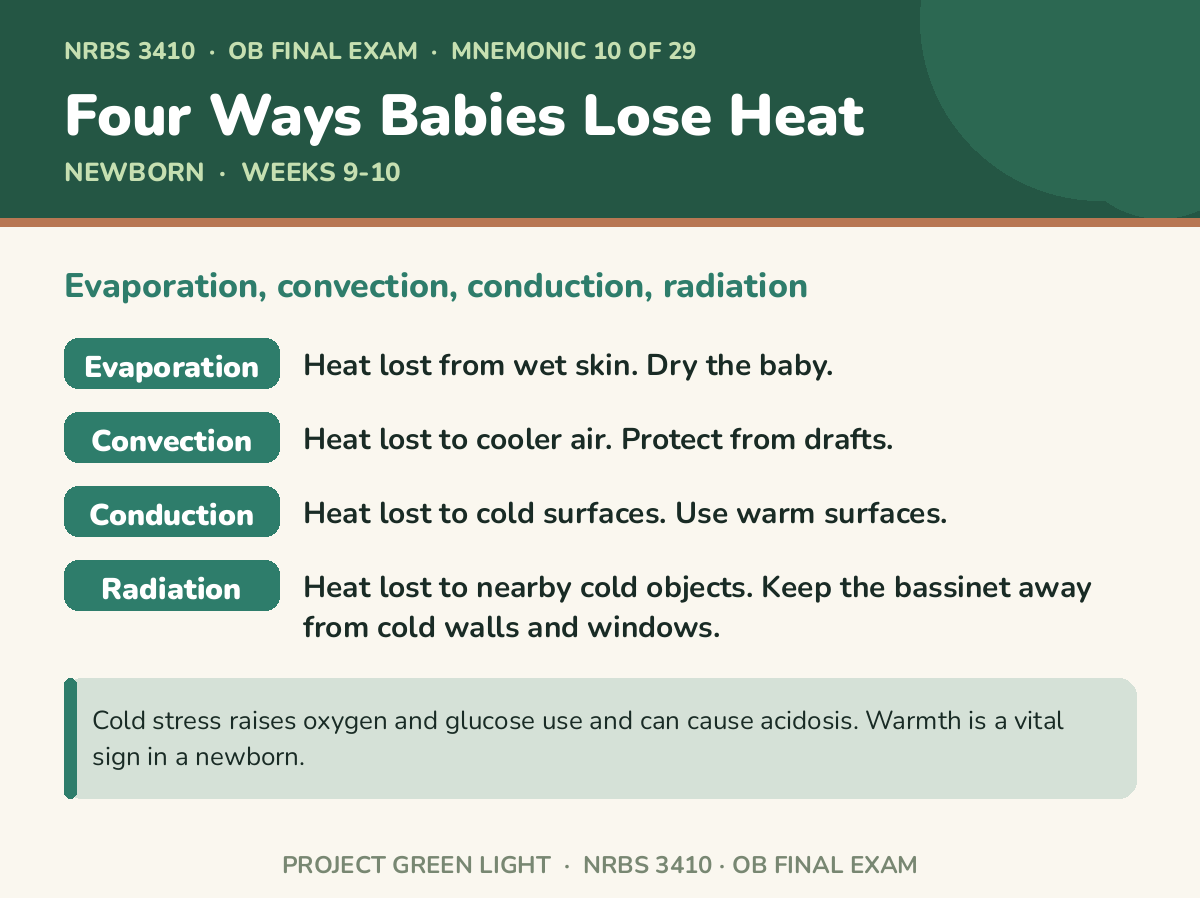 NRBS 3410 · OB FINAL EXAM · MNEMONIC 10 OF 29
Four Ways Babies Lose Heat
NEWBORN · WEEKS 9-10
Evaporation, convection, conduction, radiation
Evaporation Heat lost from wet skin. Dry the baby.
Convection Heat lost to cooler air. Protect from drafts.
Conduction Heat lost to cold surfaces. Use warm surfaces.
Radiation Heat lost to nearby cold objects. Keep the bassinet away
from cold walls and windows.
Cold stress raises oxygen and glucose use and can cause acidosis. Warmth is a vital
sign in a newborn.
PROJECT GREEN LIGHT · NRBS 3410 · OB FINAL EXAM